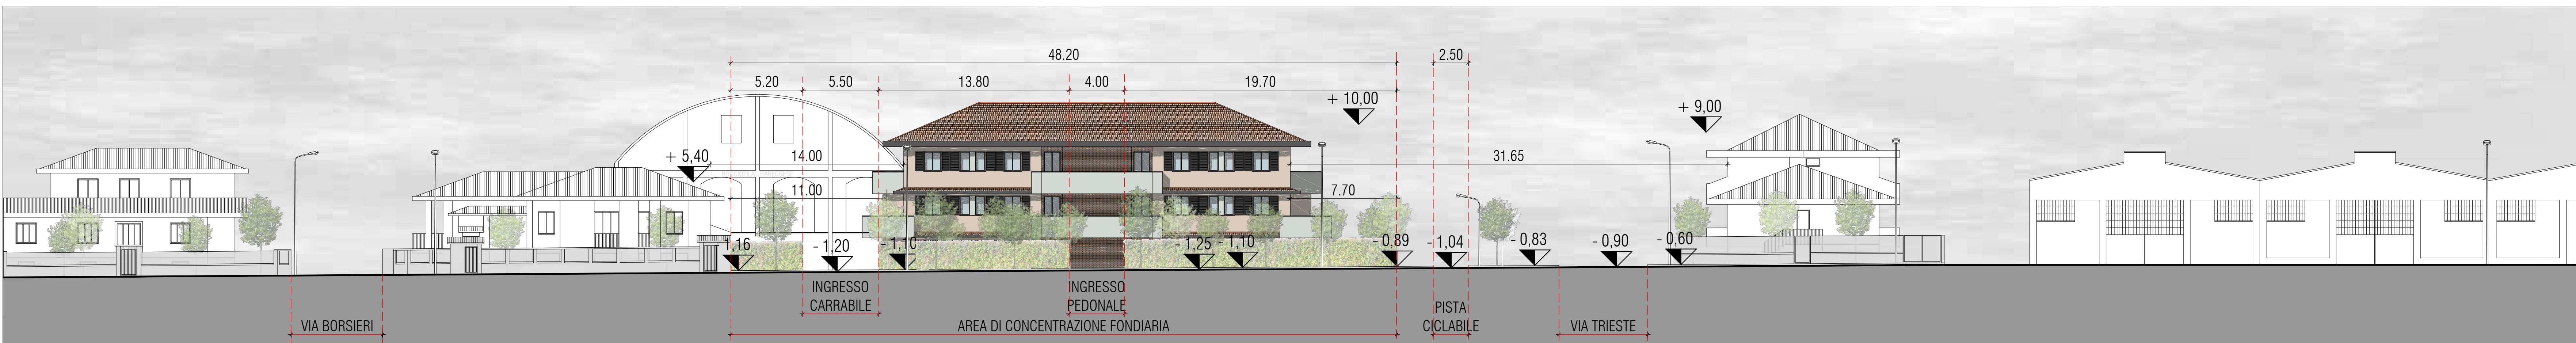 48.20
2.50
5.20
5.50
13.80
4.00
19.70
+ 10,00
+ 9,00
+ 5,40
14.00
31.65
11.00
7.70
- 1,16
- 1,20
- 1,10
- 1,25
- 1,10
- 0,89
- 1,04
- 0,83
- 0,90
- 0,60
INGRESSO
CARRABILE
INGRESSO
PEDONALE
PISTA
CICLABILE
VIA BORSIERI
AREA DI CONCENTRAZIONE FONDIARIA
VIA TRIESTE